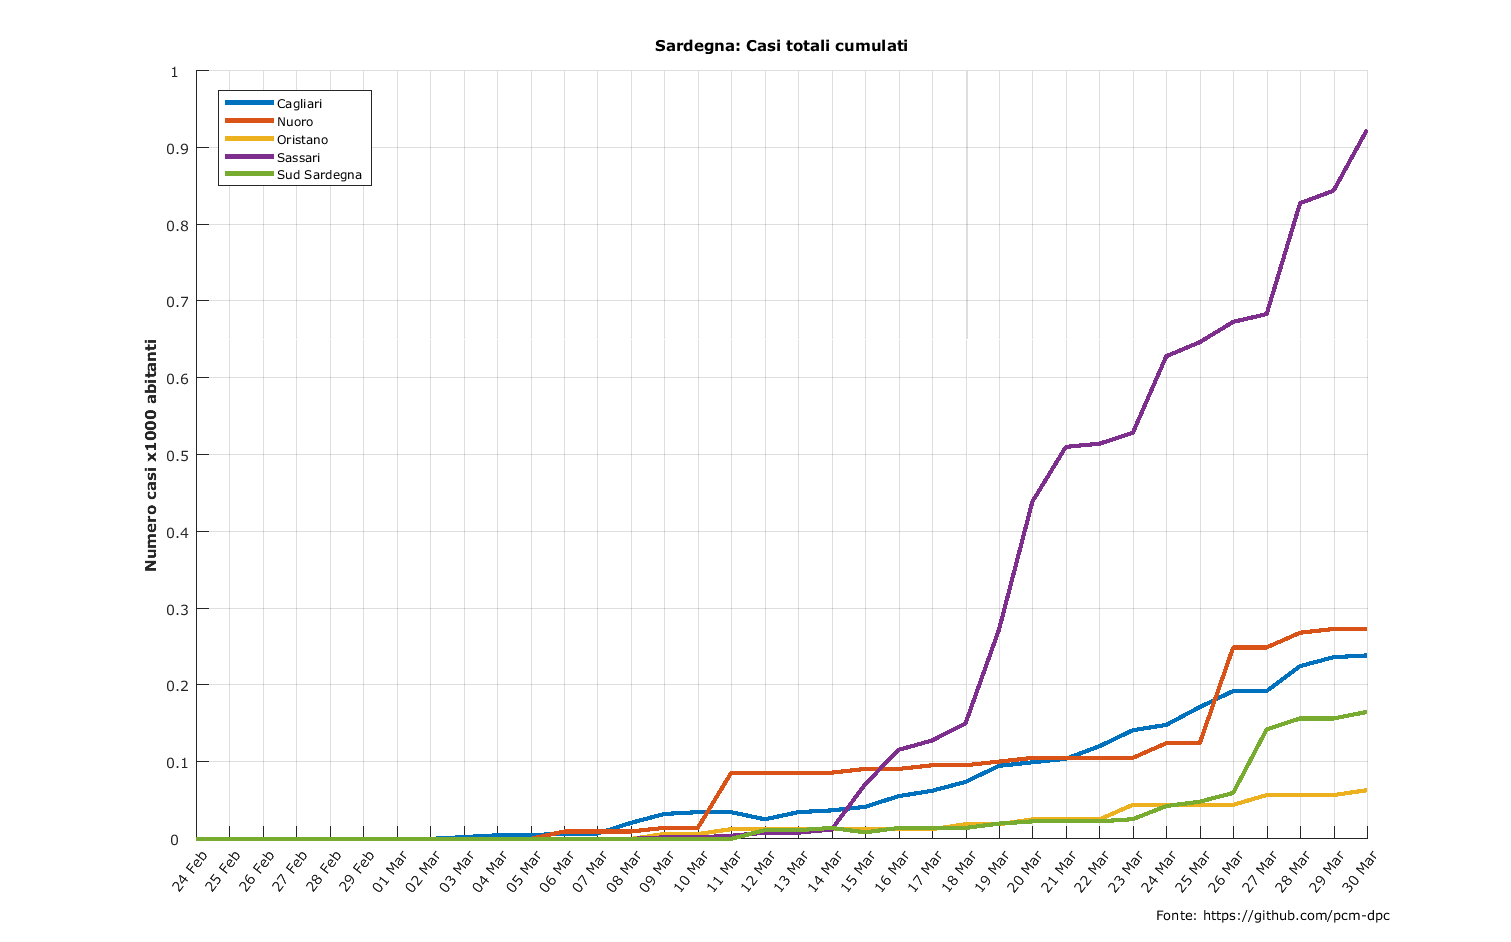 Sardegna: Casi totali cumulati
1
0.9
0.8
0.7
0.6
0.5
0.4
0.3
0.2
0.1
0
Numero casi x1000 abitanti
Cagliari
Nuoro
Oristano
Sassari
Sud Sardegna
24 Feb
25 Feb
26 Feb
27 Feb
28 Feb
29 Feb
01 Mar
02 Mar
03 Mar
04 Mar
05 Mar
06 Mar
07 Mar
08 Mar
09 Mar
10 Mar
11 Mar
12 Mar
13 Mar
14 Mar
15 Mar
16 Mar
17 Mar
18 Mar
19 Mar
20 Mar
21 Mar
22 Mar
23 Mar
24 Mar
25 Mar
26 Mar
27 Mar
28 Mar
29 Mar
30 Mar
Fonte: https://github.com/pcm-dpc